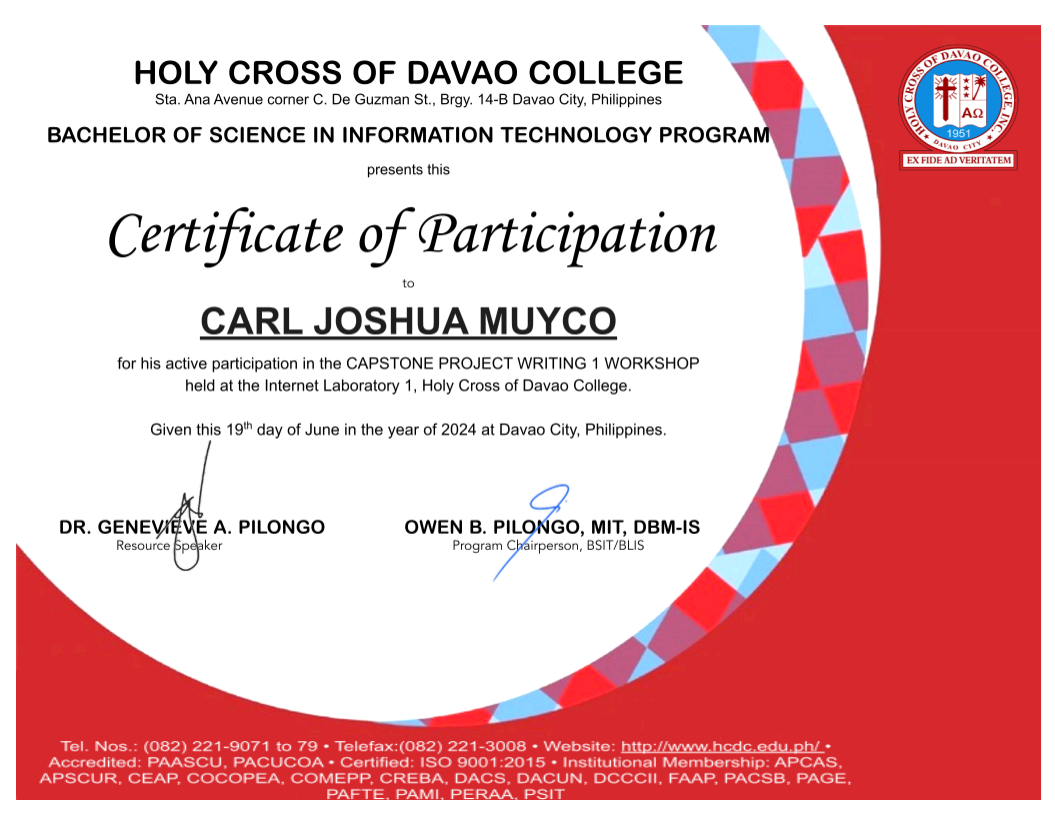 HOLY CROSS OF DAVAO COLLEGE
Sta. Ana Avenue corner C. De Guzman St., Brgy. 14-B Davao City, Philippines
BACHELOR OF SCIENCE IN INFORMATION TECHNOLOGY PROGRAM
presents this
Certificate of Participation
to
CARL JOSHUA MUYCO
for his active participation in the CAPSTONE PROJECT WRITING 1 WORKSHOP
held at the Internet Laboratory 1, Holy Cross of Davao College.
Given this 19th day of June in the year of 2024 at Davao City, Philippines.
DR. GENEVIEVE A. PILONGO
Resource Speaker
OWEN B. PILONGO, MIT, DBM-IS
Program Chairperson, BSIT/BLIS
HOLY CROSS OF DAVAO COLLEGE, INC.
ΑΩ
1951
DAVAO CITY
EX FIDE AD VERITATEM
Tel. Nos.: (082) 221-9071 to 79 • Telefax:(082) 221-3008 • Website: http://www.hcdc.edu.ph/ •
Accredited: PAASCU, PACUCOA • Certified: ISO 9001:2015 • Institutional Membership: APCAS,
APSCUR, CEAP, COCOPEA, COMEPP, CREBA, DACS, DACUN, DCCCII, FAAP, PACSB, PAGE,
PAFTE, PAMI, PERAA, PSIT